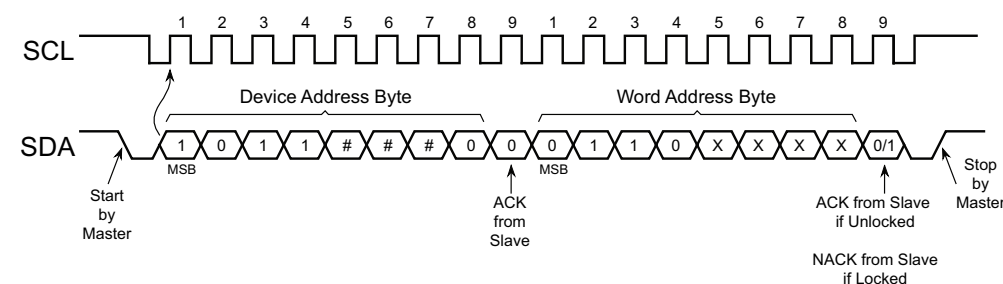 1 2 3 4 5 6 7 8 9 1 2 3 4 5 6 7 8 9
SCL
Device Address Byte Word Address Byte
SDA 1 0 1 1 # # # 0 0 0 1 1 0 X X X X 0/1
MSB MSB
Start
by
Master
ACK
from
Slave
ACK from Slave
if Unlocked
NACK from Slave
if Locked
Stop
by
Master